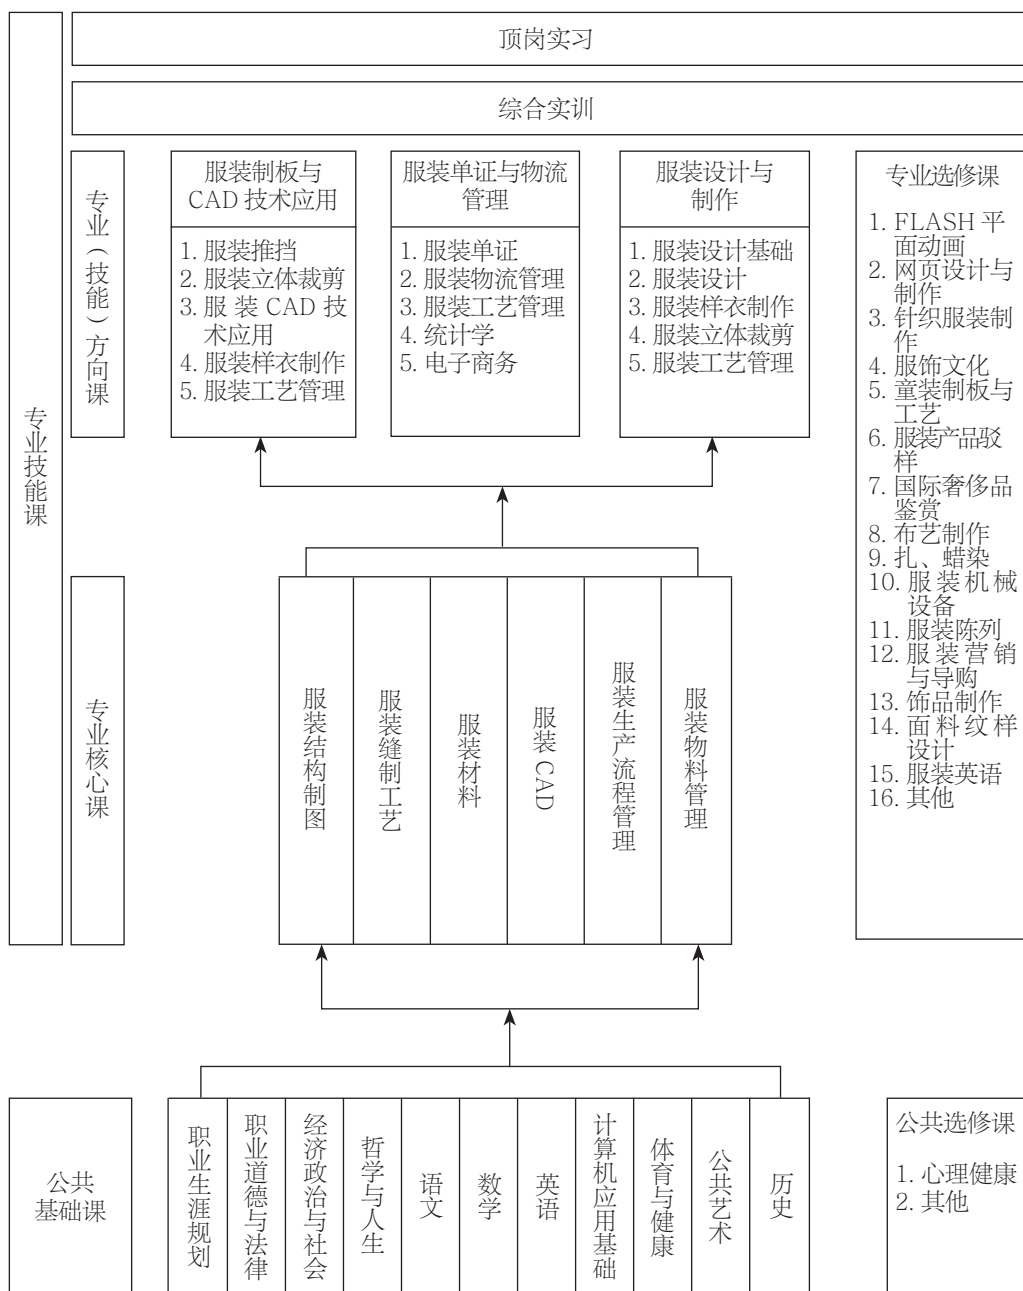 顶岗实习
综合实训
专业技能课
专业（技能）方向课
服装制板与
CAD 技术应用
1. 服装推挡
2. 服装立体裁剪
3. 服装 CAD 技
术应用
4. 服装样衣制作
5. 服装工艺管理
服装单证与物流
管理
1. 服装单证
2. 服装物流管理
3. 服装工艺管理
4. 统计学
5. 电子商务
服装设计与
制作
1. 服装设计基础
2. 服装设计
3. 服装样衣制作
4. 服装立体裁剪
5. 服装工艺管理
专业选修课
1. FLASH 平
面动画
2. 网页设计与
制作
3. 针织服装制
作
4. 服饰文化
5. 童装制板与
工艺
6. 服装产品驳
样
7. 国际奢侈品
鉴赏
8. 布艺制作
9. 扎、蜡染
10. 服装机械
设备
11. 服装陈列
12. 服装营销
与导购
13. 饰品制作
14. 面料纹样
设计
15. 服装英语
16. 其他
专业核心课
服装结构制图
服装缝制工艺
服装材料
服装 CAD
服装生产流程管理
服装物料管理
公共
基础课
职业生涯规划
职业道德与法律
经济政治与社会
哲学与人生
语文
数学
英语
计算机应用基础
体育与健康
公共艺术
历史
公共选修课
1. 心理健康
2. 其他